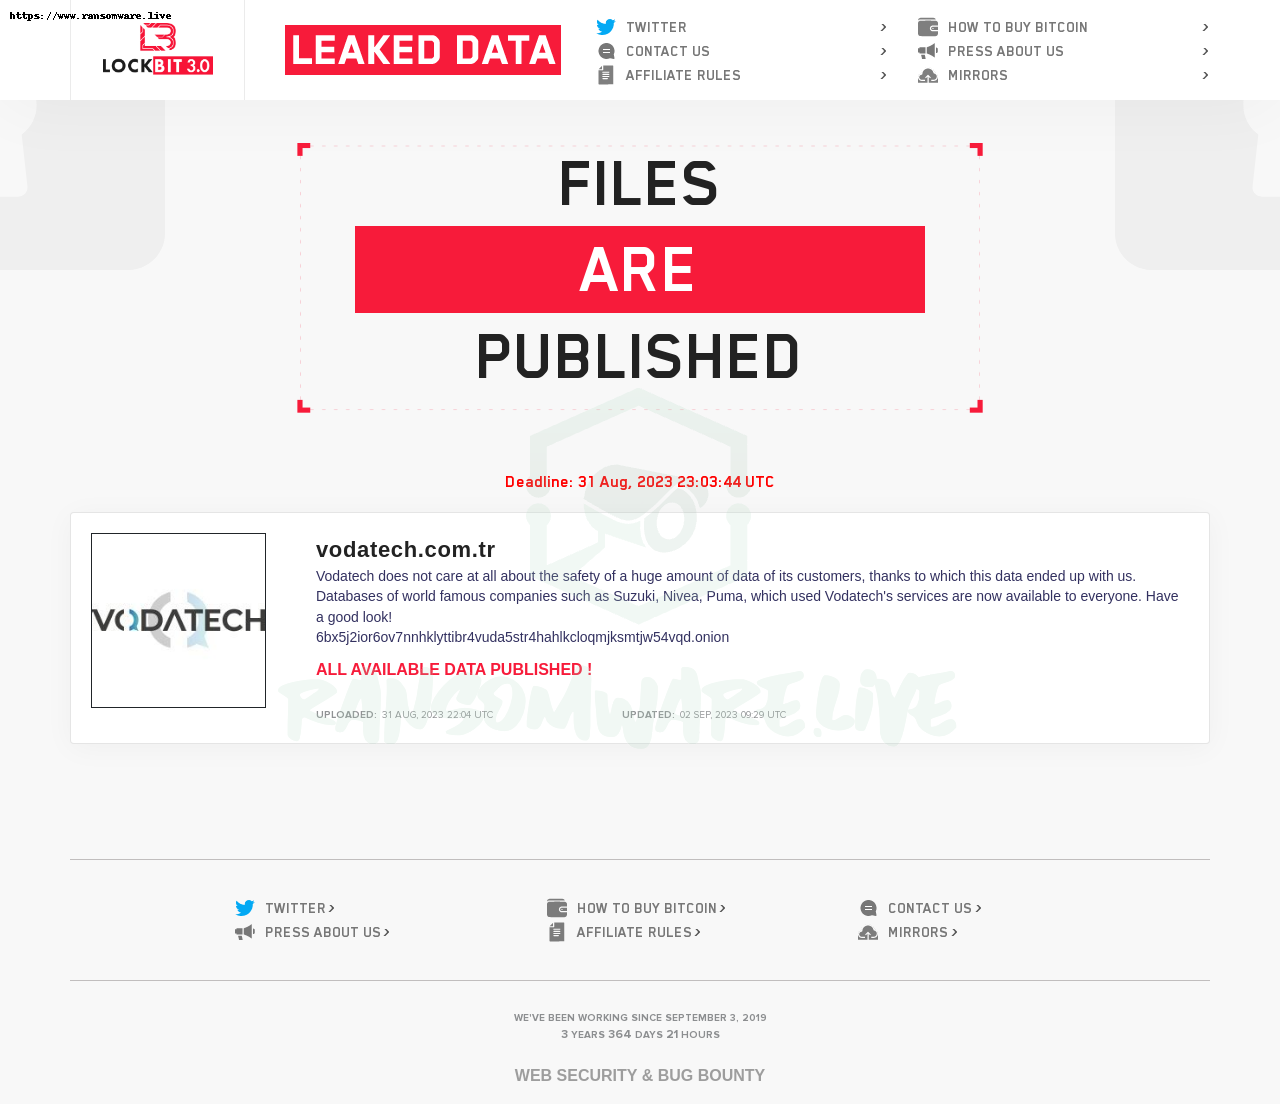 https://www.ransomware.live
LOCKBIT 3.0
LEAKED DATA
TWITTER >
CONTACT US >
AFFILIATE RULES >
HOW TO BUY BITCOIN >
PRESS ABOUT US >
MIRRORS >
FILES
ARE
PUBLISHED
Deadline: 31 Aug, 2023 23:03:44 UTC
VODATECH
vodatech.com.tr
Vodatech does not care at all about the safety of a huge amount of data of its customers, thanks to which this data ended up with us.
Databases of world famous companies such as Suzuki, Nivea, Puma, which used Vodatech's services are now available to everyone. Have
a good look!
6bx5j2ior6ov7nnhklyttibr4vuda5str4hahlkcloqmjksmtjw54vqd.onion
ALL AVAILABLE DATA PUBLISHED !
RANSOMWARE.LIVE
UPLOADED: 31 AUG, 2023 22:04 UTC
UPDATED: 02 SEP, 2023 09:29 UTC
TWITTER >
HOW TO BUY BITCOIN >
CONTACT US >
PRESS ABOUT US >
AFFILIATE RULES >
MIRRORS >
WE'VE BEEN WORKING SINCE SEPTEMBER 3, 2019
3 YEARS 364 DAYS 21 HOURS
WEB SECURITY & BUG BOUNTY